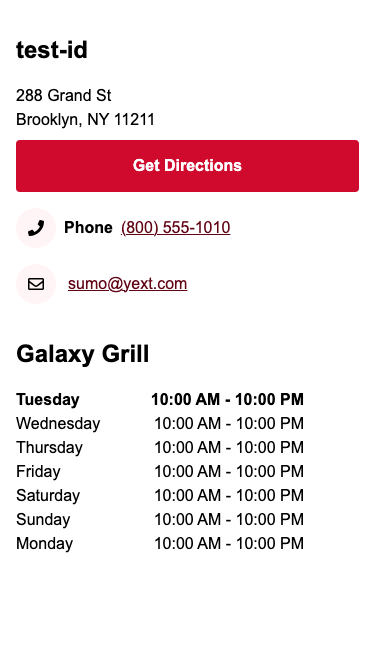 test-id
288 Grand St
Brooklyn, NY 11211
Get Directions
Phone (800) 555-1010
sumo@yext.com
Galaxy Grill
Tuesday 10:00 AM - 10:00 PM
Wednesday 10:00 AM - 10:00 PM
Thursday 10:00 AM - 10:00 PM
Friday 10:00 AM - 10:00 PM
Saturday 10:00 AM - 10:00 PM
Sunday 10:00 AM - 10:00 PM
Monday 10:00 AM - 10:00 PM